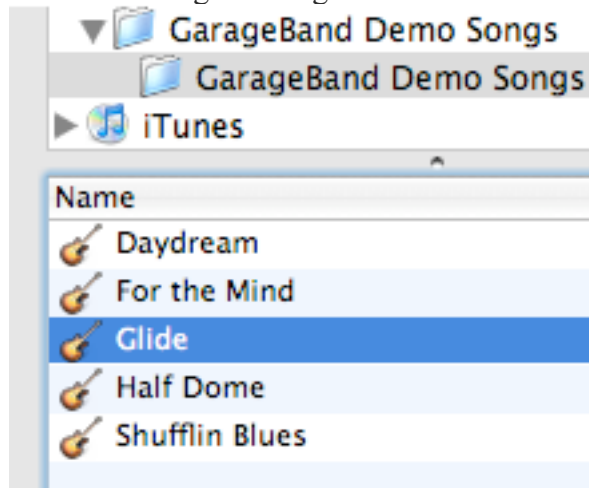 GarageBand Demo Songs
GarageBand Demo Songs
iTunes
Name
Daydream
For the Mind
Glide
Half Dome
Shufflin Blues